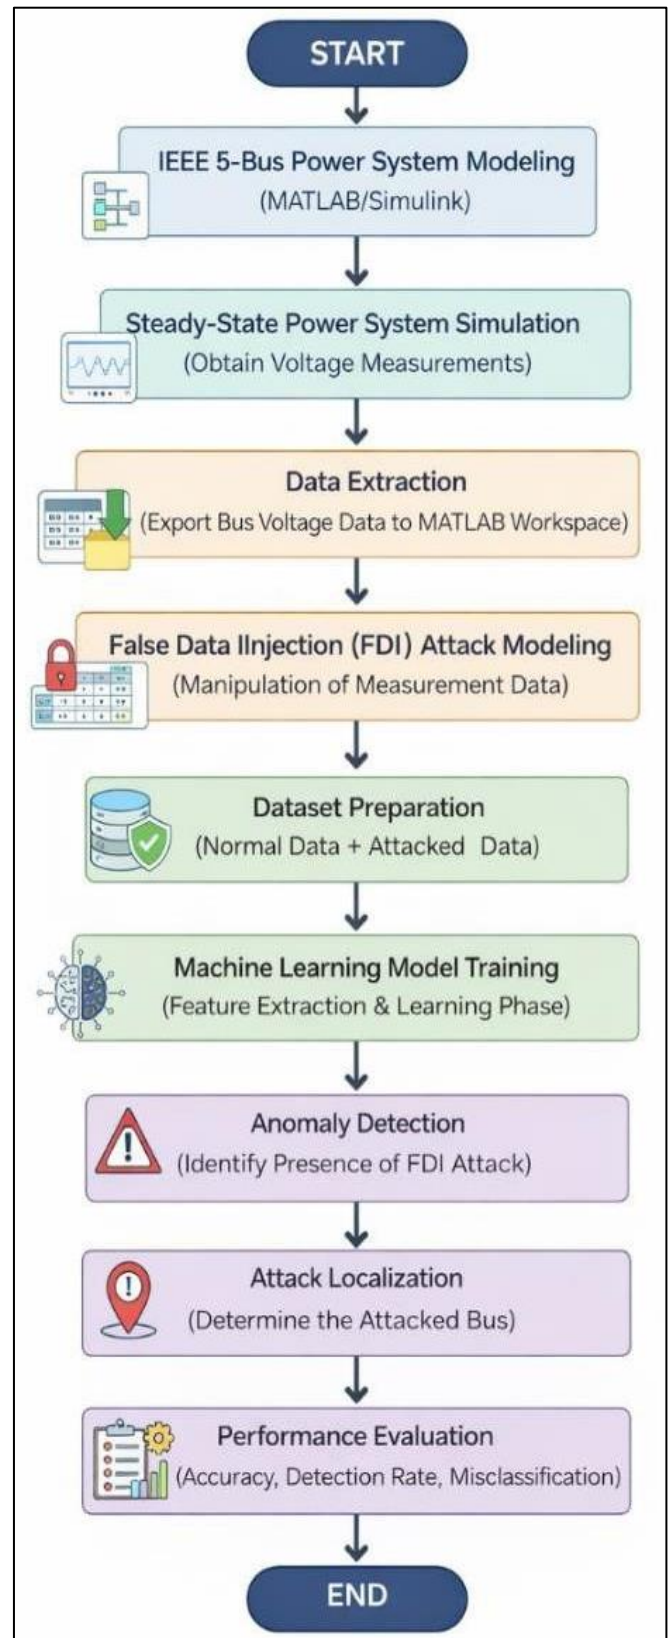 START
IEEE 5-Bus Power System Modeling
(MATLAB/Simulink)
Steady-State Power System Simulation
(Obtain Voltage Measurements)
Data Extraction
(Export Bus Voltage Data to MATLAB Workspace)
False Data IInjection (FDI) Attack Modeling
(Manipulation of Measurement Data)
Dataset Preparation
(Normal Data + Attacked Data)
Machine Learning Model Training
(Feature Extraction & Learning Phase)
Anomaly Detection
(Identify Presence of FDI Attack)
Attack Localization
(Determine the Attacked Bus)
Performance Evaluation
(Accuracy, Detection Rate, Misclassification)
END